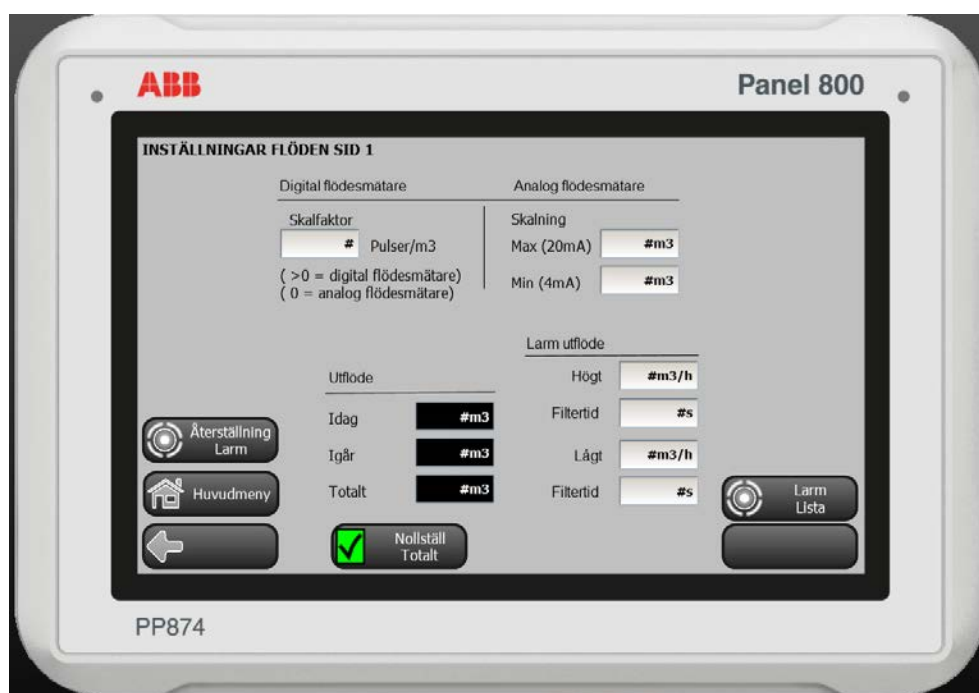 ABB
Panel 800
INSTÄLLNINGAR FLÖDEN SID 1
Digital flödesmätare
Skalfaktor
# Pulser/m3
( >0 = digital flödesmätare)
( 0 = analog flödesmätare)
Analog flödesmätare
Skalning
Max (20mA) #m3
Min (4mA) #m3
Utflöde
Idag #m3
Igår #m3
Totalt #m3
Larm utflöde
Högt #m3/h
Filtertid #s
Lågt #m3/h
Filtertid #s
Återställning
Larm
Huvudmeny
Nollställ
Totalt
Larm
Lista
PP874